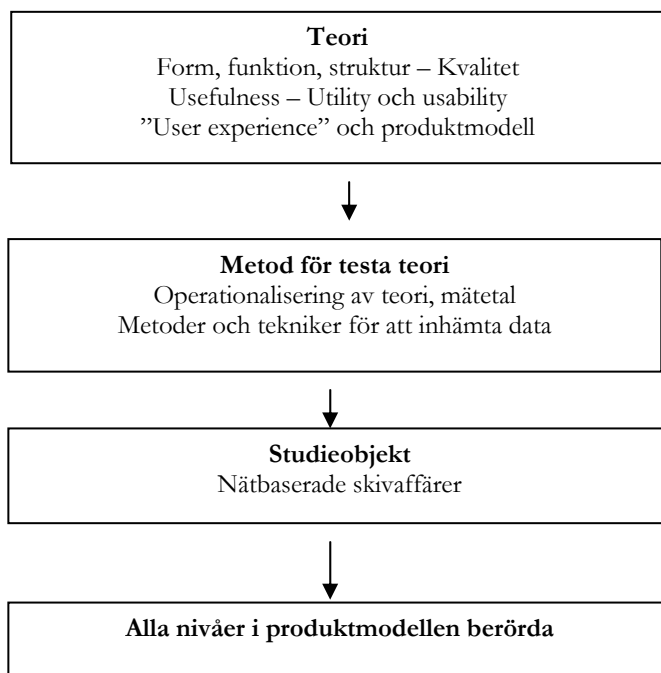 Teori
Form, funktion, struktur – Kvalitet
Usefulness – Utility och usability
”User experience” och produktmodell
Metod för testa teori
Operationalisering av teori, mätetal
Metoder och tekniker för att inhämta data
Studieobjekt
Nätbaserade skivaffärer
Alla nivåer i produktmodellen berörda